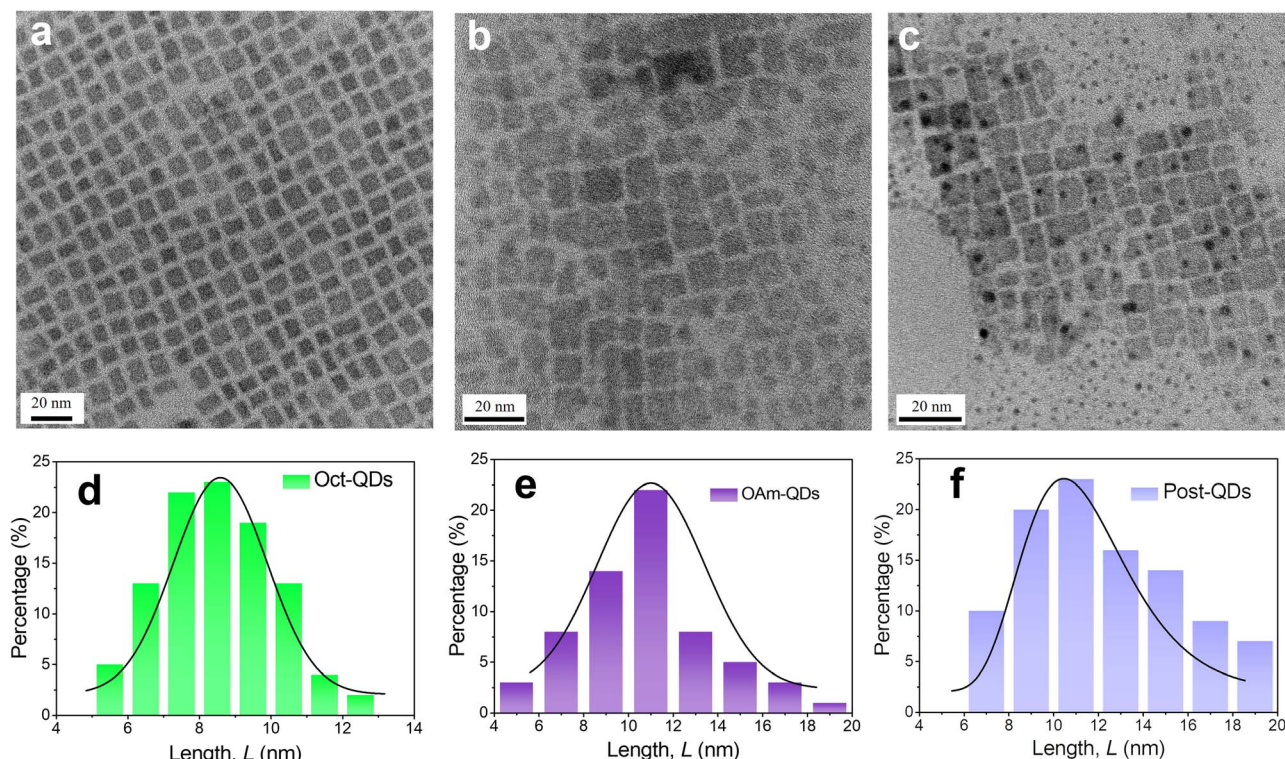 a
b
c
20 nm
20 nm
20 nm
d
Oct-QDs
Percentage (%)
25
20
15
10
5
0
4 6 8 10 12 14
Length, L (nm)
e
OAm-QDs
Percentage (%)
25
20
15
10
5
0
4 6 8 10 12 14 16 18 20
Length, L (nm)
f
Post-QDs
Percentage (%)
25
20
15
10
5
0
4 6 8 10 12 14 16 18 20
Length, L (nm)